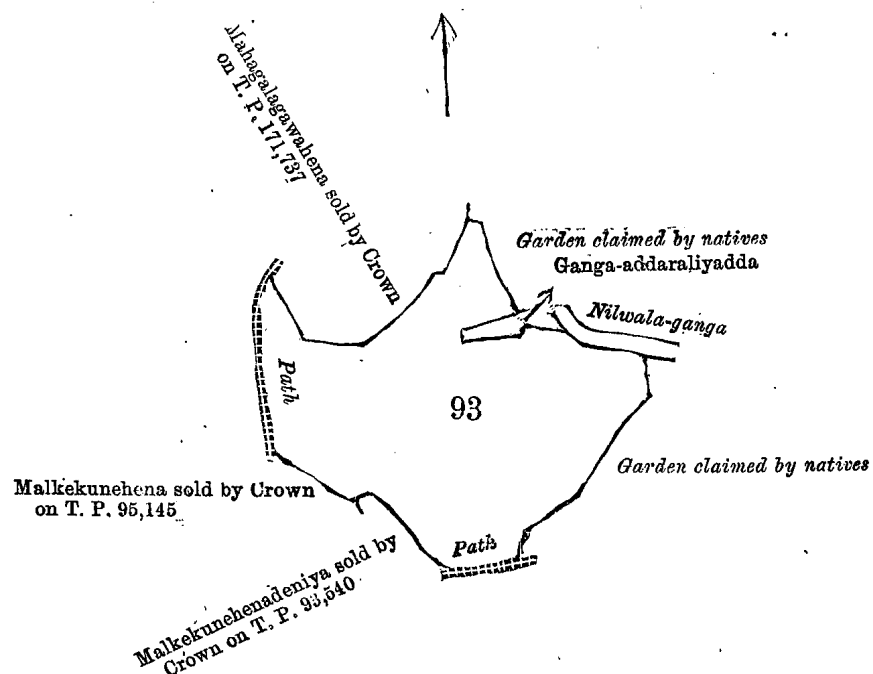 Mahagalagawahena sold by Crown
on T. P. 171,737
Garden claimed by natives
Ganga-addaraliyadda
Nilwala-ganga
Path
93
Garden claimed by natives
Malkekunehena sold by Crown
on T. P. 95,145
Path
Malkekunehenadeniya sold by
Crown on T. P. 93,540